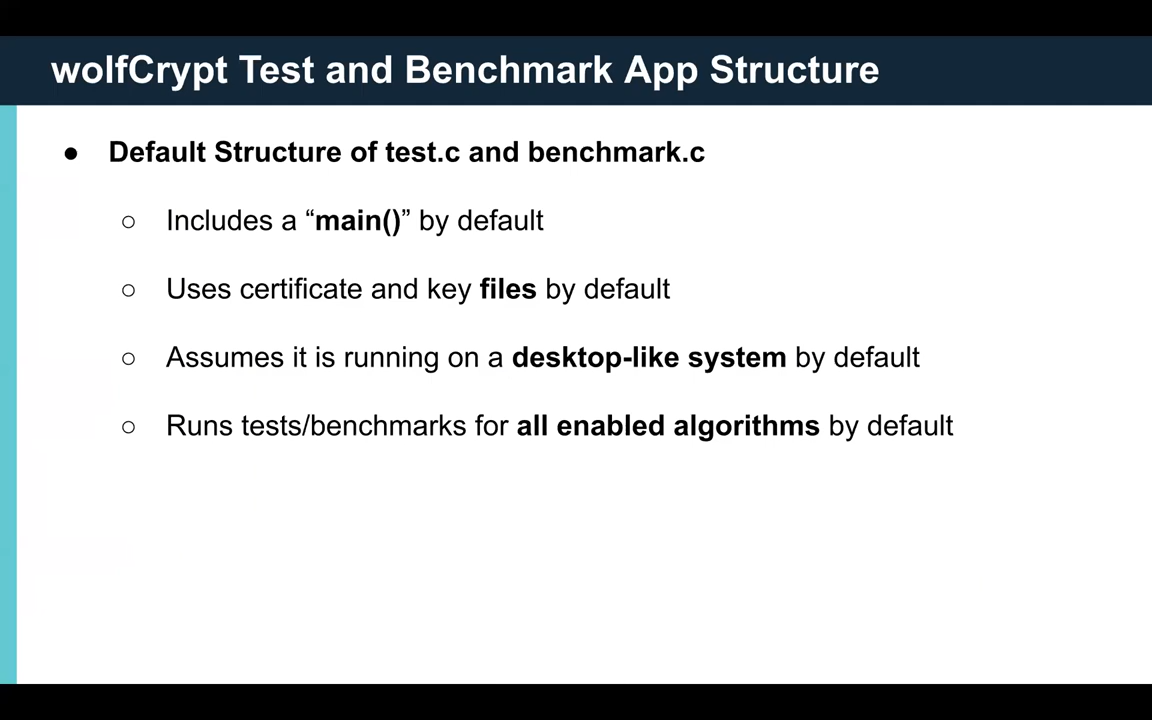 wolfCrypt Test and Benchmark App Structure
● Default Structure of test.c and benchmark.c
○ Includes a “main()” by default
○ Uses certificate and key files by default
○ Assumes it is running on a desktop-like system by default
○ Runs tests/benchmarks for all enabled algorithms by default